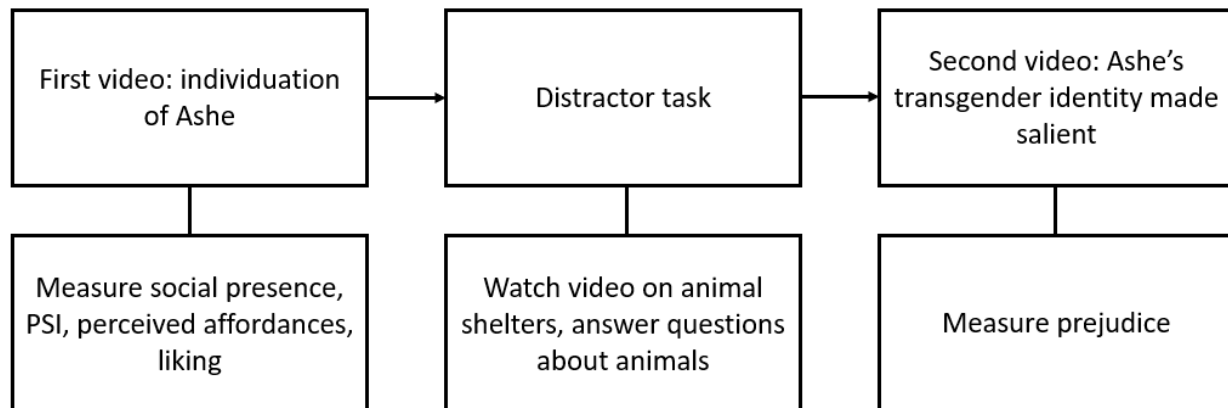 First video: individuation
of Ashe
Distractor task
Second video: Ashe’s
transgender identity made
salient
Measure social presence,
PSI, perceived affordances,
liking
Watch video on animal
shelters, answer questions
about animals
Measure prejudice